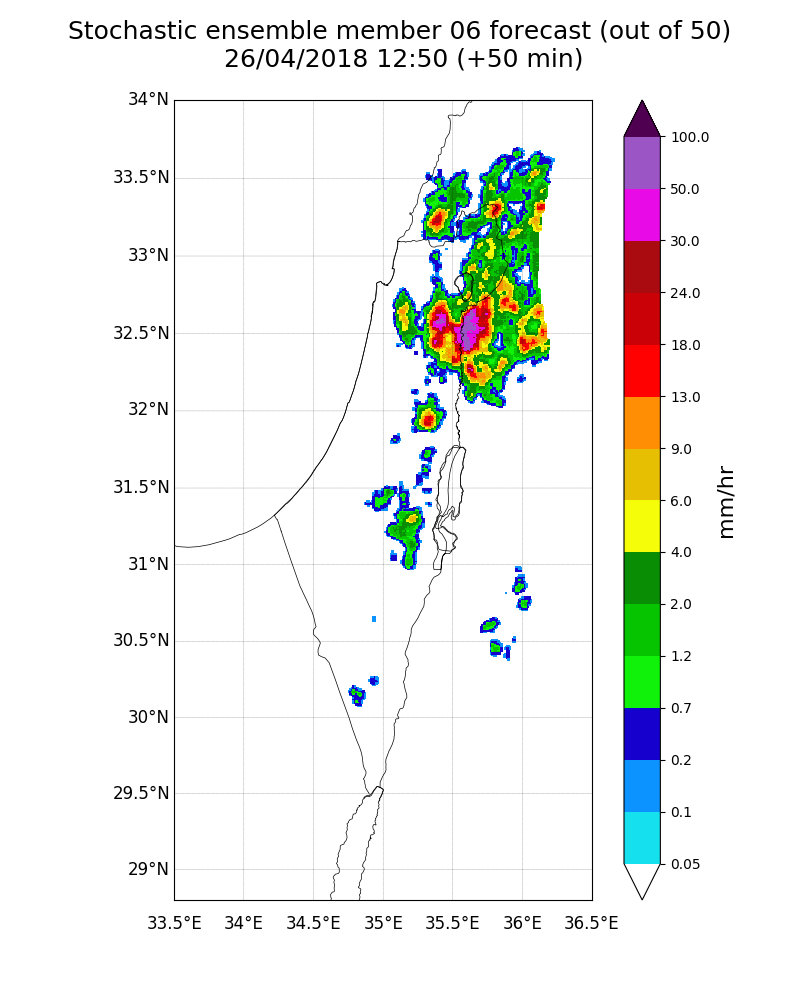 Stochastic ensemble member 06 forecast (out of 50)
26/04/2018 12:50 (+50 min)
34°N
33.5°N
33°N
32.5°N
32°N
31.5°N
31°N
30.5°N
30°N
29.5°N
29°N
33.5°E 34°E 34.5°E 35°E 35.5°E 36°E 36.5°E
100.0
50.0
30.0
24.0
18.0
13.0
9.0
6.0
4.0
2.0
1.2
0.7
0.2
0.1
0.05
mm/hr